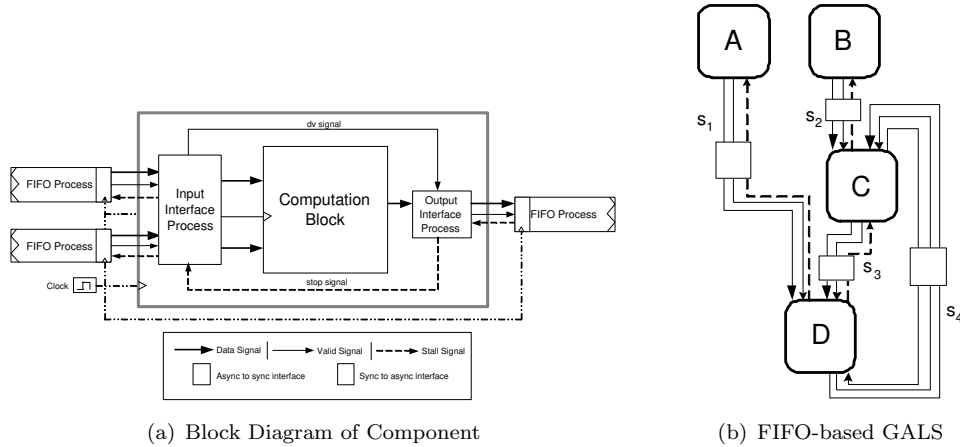 dv signal
FIFO Process
FIFO Process
Input
Interface
Process
Computation
Block
Output
Interface
Process
FIFO Process
stop signal
Clock
Data Signal
Valid Signal
Stall Signal
Async to sync interface
Sync to async interface
(a) Block Diagram of Component
A
B
s1
s2
C
s3
s4
D
(b) FIFO-based GALS